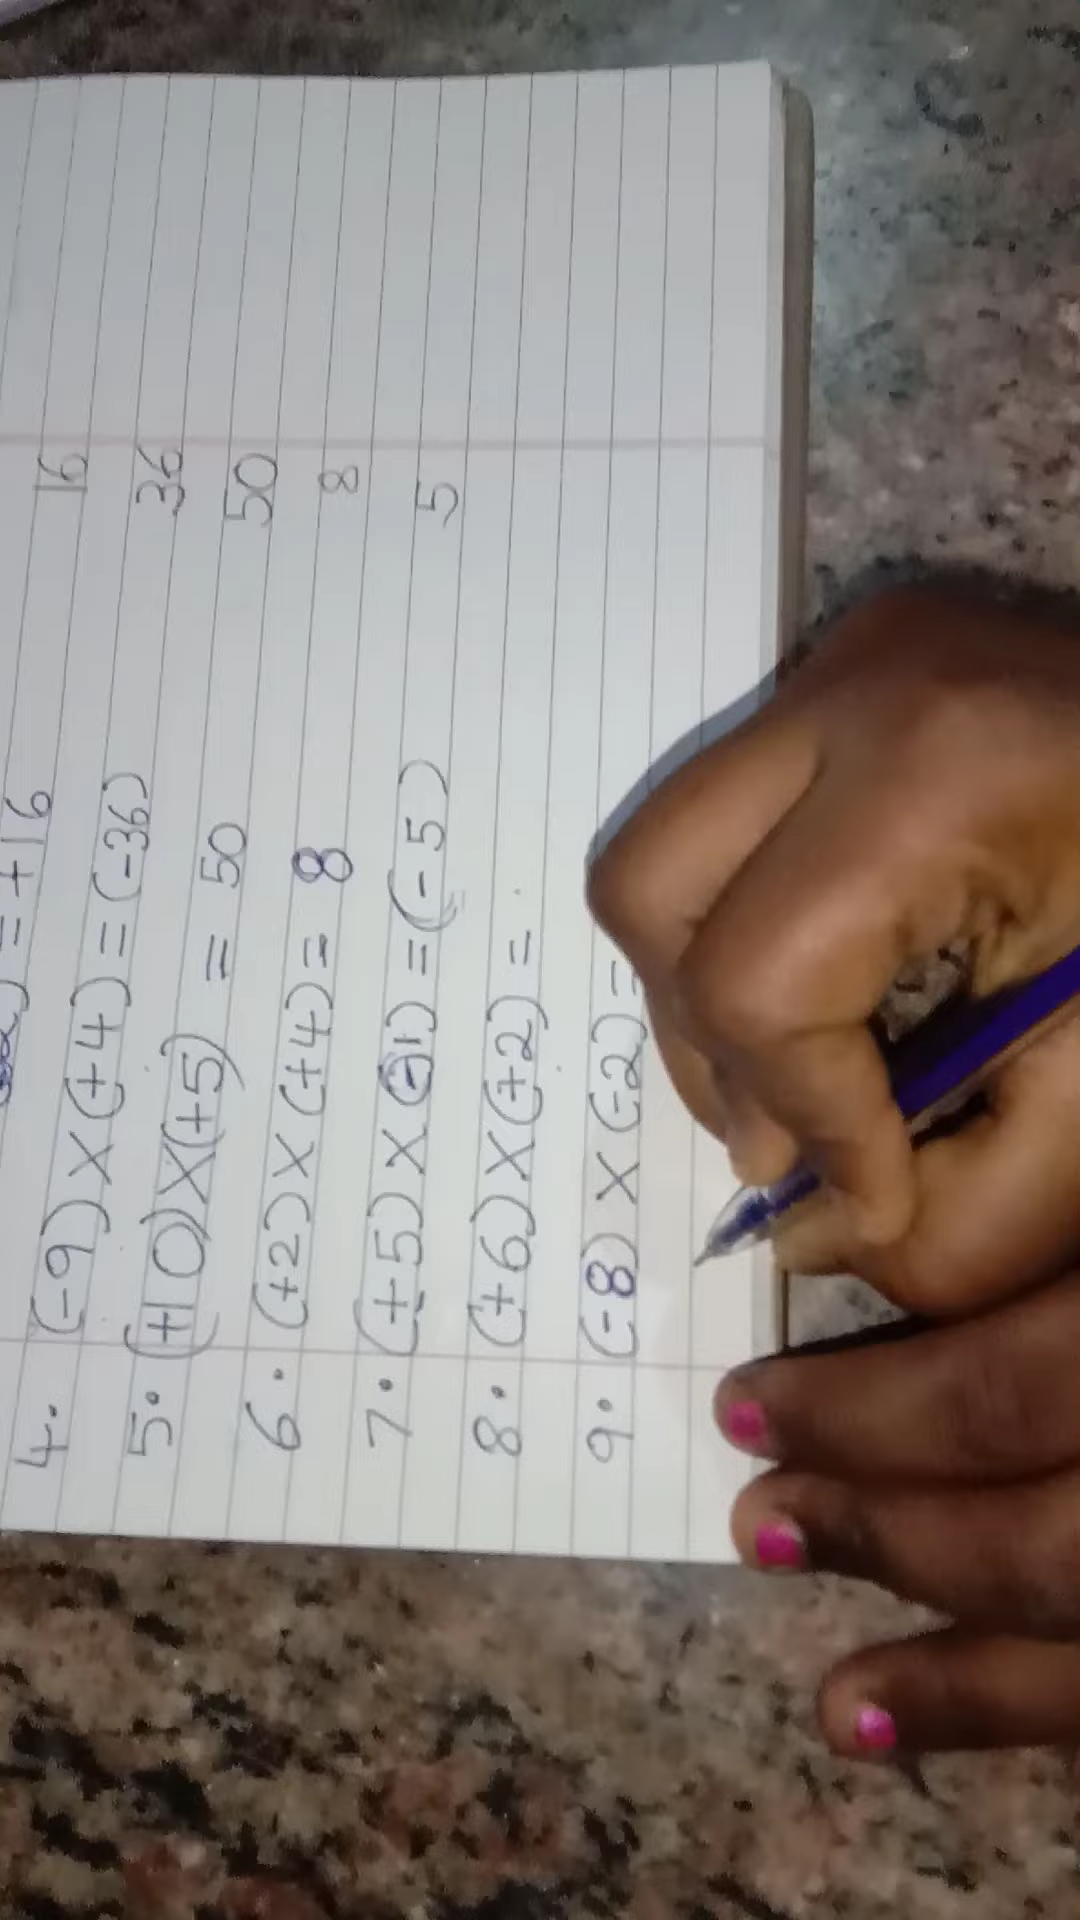 = +16 16
4. (-9) X (+4) = (-36) 36
5. (+10) X (+5) = 50 50
6. (+2) X (+4) = 8 8
7. (+5) X (-1) = (-5) 5
8. (+6) X (+2) =
9. (-8) X (-2) =